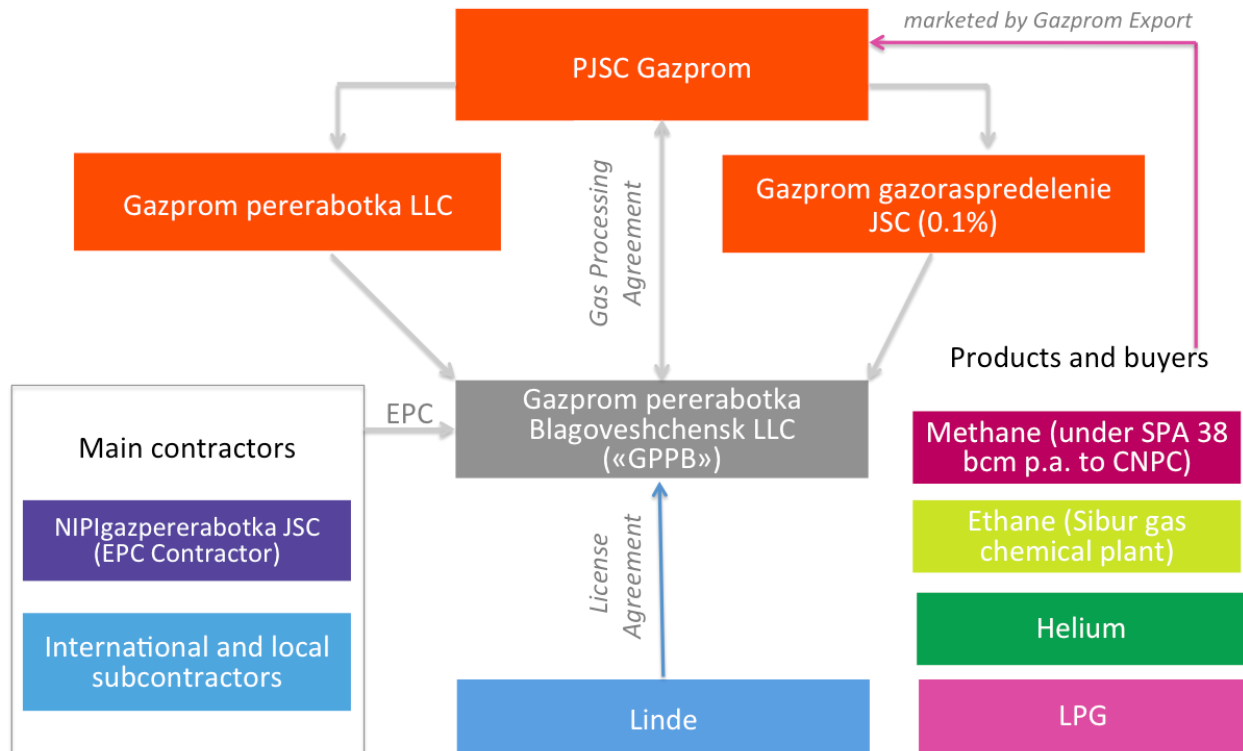 marketed by Gazprom Export
PJSC Gazprom
Gazprom pererabotka LLC
Gas Processing
Agreement
Gazprom gazoraspredelenie
JSC (0.1%)
Products and buyers
Main contractors
EPC
Gazprom pererabotka
Blagoveshchensk LLC
(«GPPB»)
Methane (under SPA 38
bcm p.a. to CNPC)
NIPIgazpererabotka JSC
(EPC Contractor)
License
Agreement
Ethane (Sibur gas
chemical plant)
International and local
subcontractors
Helium
Linde
LPG